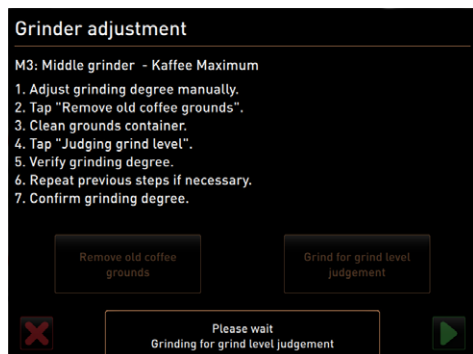 Grinder adjustment
M3: Middle grinder - Kaffee Maximum
1. Adjust grinding degree manually.
2. Tap "Remove old coffee grounds".
3. Clean grounds container.
4. Tap "Judging grind level".
5. Verify grinding degree.
6. Repeat previous steps if necessary.
7. Confirm grinding degree.
Remove old coffee
grounds
Grind for grind level
judgement
Please wait
Grinding for grind level judgement